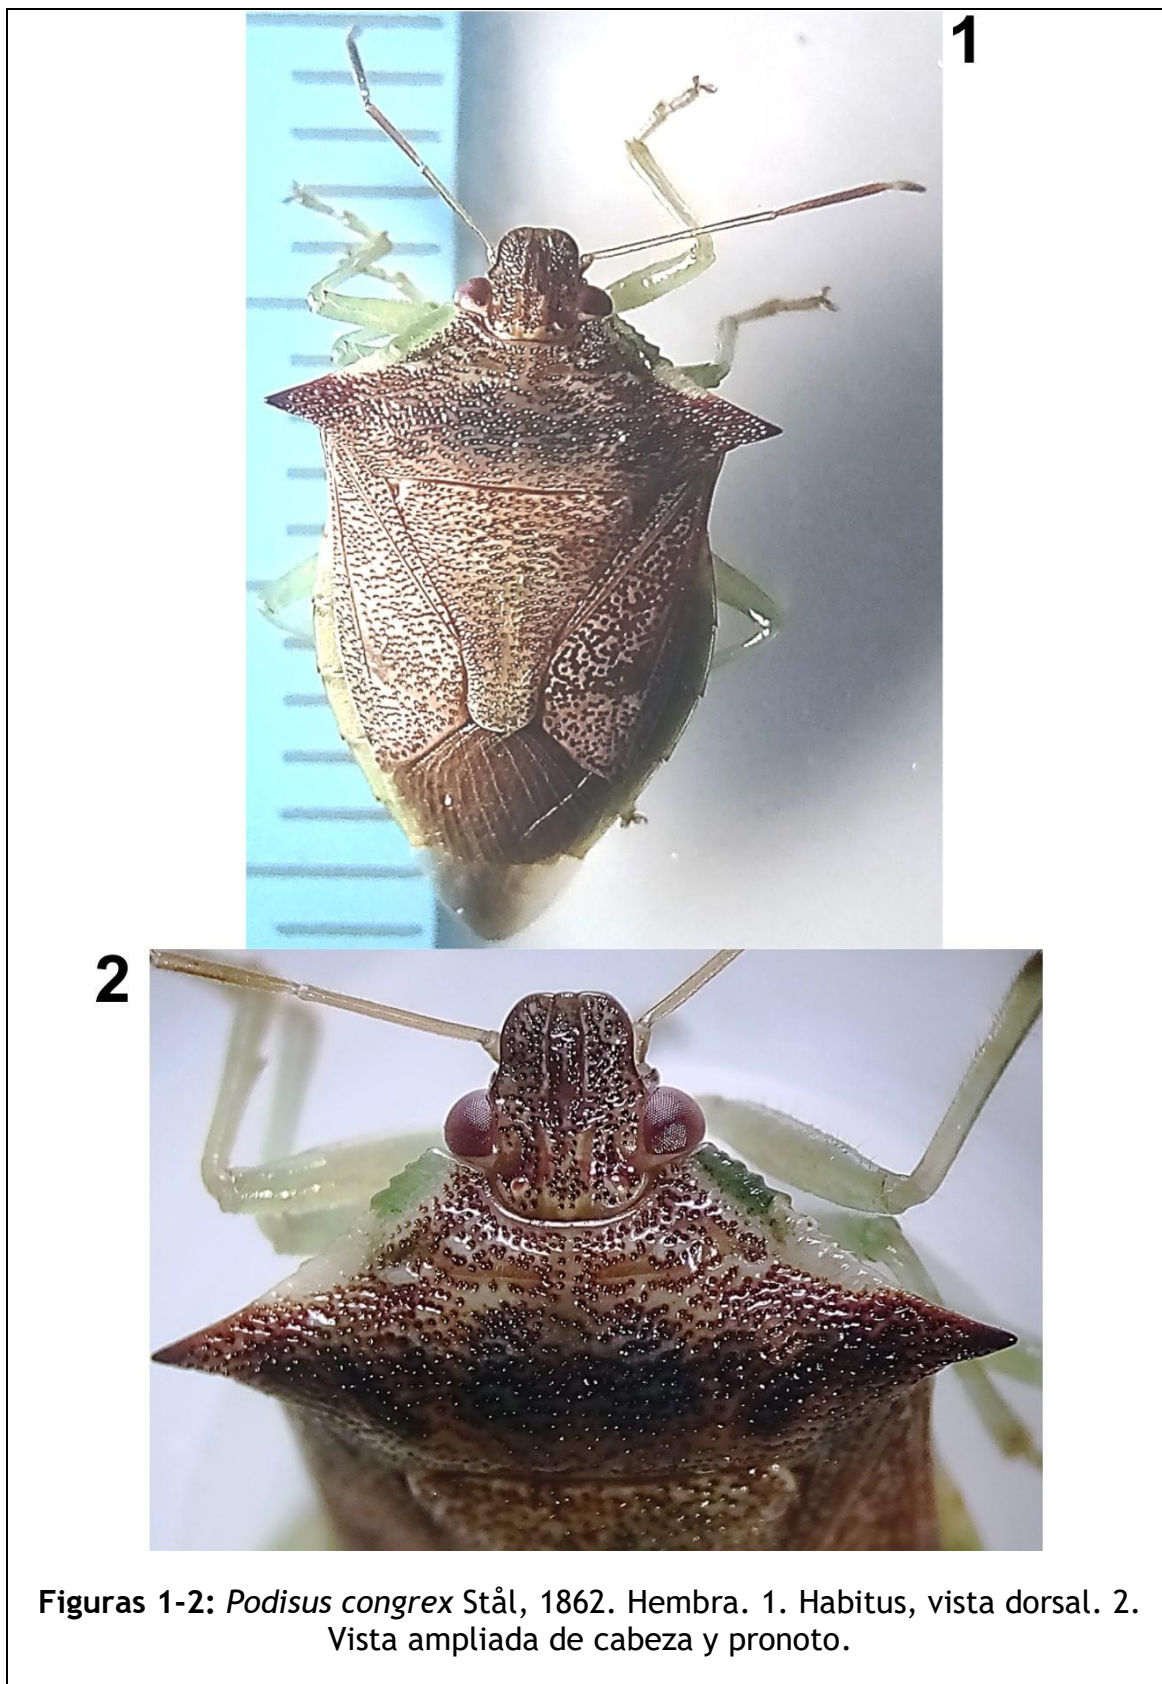 1
2
Figuras 1-2: Podisus congrex Stål, 1862. Hembra. 1. Habitus, vista dorsal. 2.
Vista ampliada de cabeza y pronoto.